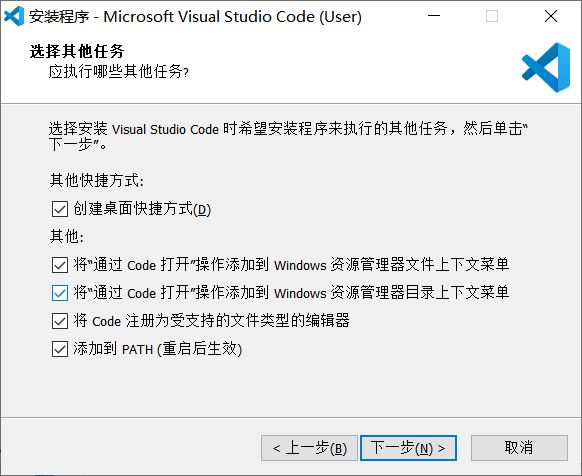 安装程序 - Microsoft Visual Studio Code (User)
选择其他任务
应执行哪些其他任务?
选择安装 Visual Studio Code 时希望安装程序来执行的其他任务，然后单击“
下一步”。
其他快捷方式:
创建桌面快捷方式(D)
其他:
将“通过 Code 打开”操作添加到 Windows 资源管理器文件上下文菜单
将“通过 Code 打开”操作添加到 Windows 资源管理器目录上下文菜单
将 Code 注册为受支持的文件类型的编辑器
添加到 PATH (重启后生效)
< 上一步(B) 下一步(N) > 取消